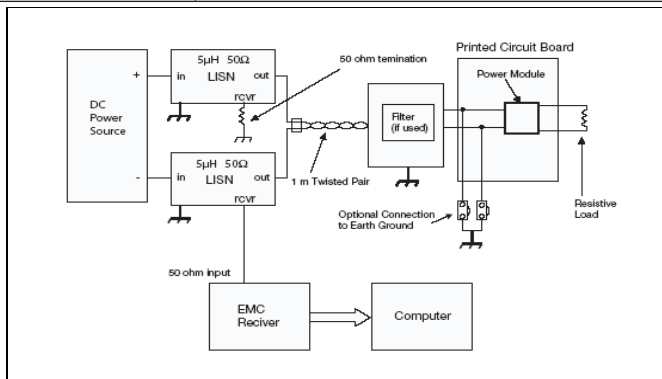 Printed Circuit Board
Power Module
50 ohm temination
5µH 50Ω
LISN
in
out
rcvr
+
DC
Power
Source
-
5µH 50Ω
LISN
in
out
rcvr
1 m Twisted Pair
Filter
(if used)
Optional Connection
to Earth Ground
Resistive
Load
50 ohm input
EMC
Reciver
Computer